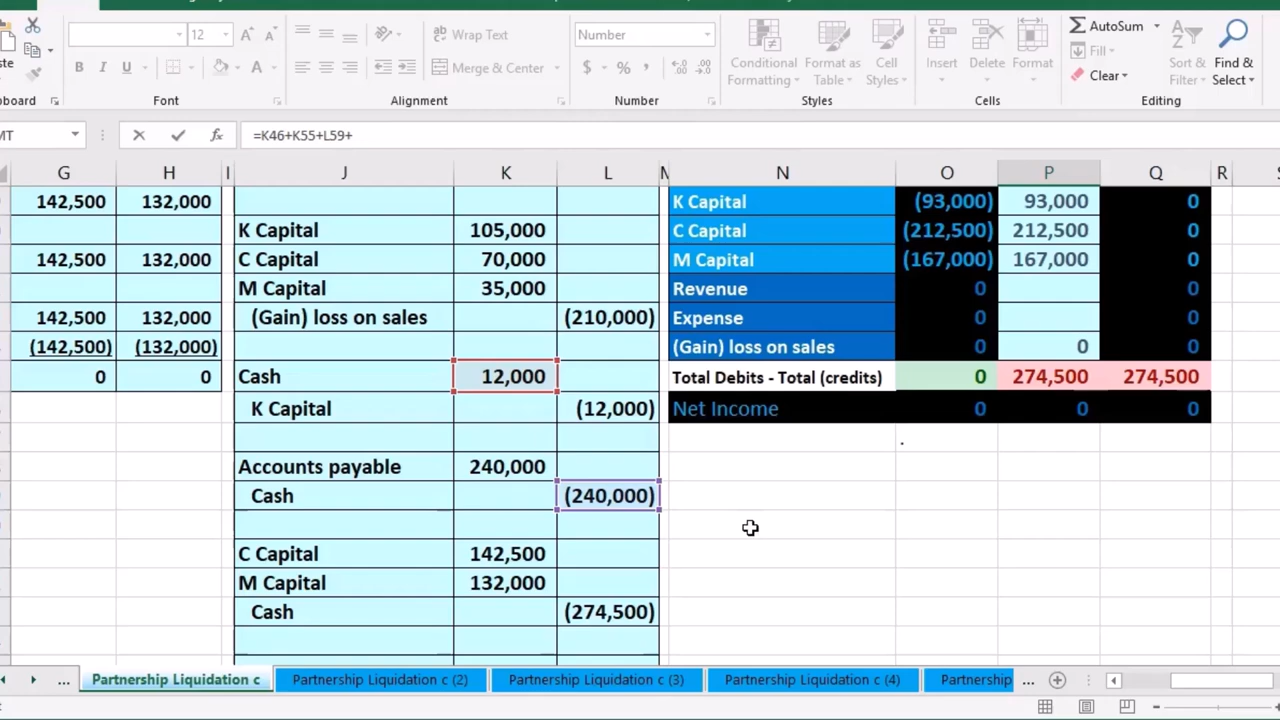 12
A A
Wrap Text
Number
AutoSum
Fill
Clear
B I U
Merge & Center
$ % ,
Conditional Formatting
Format as Table
Cell Styles
Insert
Delete
Format
Sort & Filter
Find & Select
Font
Alignment
Number
Styles
Cells
Editing
=K46+K55+L59+
G H I J K L N O P Q R
142,500 132,000 K Capital (93,000) 93,000 0
K Capital 105,000 C Capital (212,500) 212,500 0
142,500 132,000 C Capital 70,000 M Capital (167,000) 167,000 0
M Capital 35,000 Revenue 0 0
142,500 132,000 (Gain) loss on sales (210,000) Expense 0 0
(142,500) (132,000) (Gain) loss on sales 0 0 0
0 0 Cash 12,000 Total Debits - Total (credits) 0 274,500 274,500
K Capital (12,000) Net Income 0 0 0
Accounts payable 240,000
Cash (240,000)
C Capital 142,500
M Capital 132,000
Cash (274,500)
... Partnership Liquidation c Partnership Liquidation c (2) Partnership Liquidation c (3) Partnership Liquidation c (4) Partnership ...